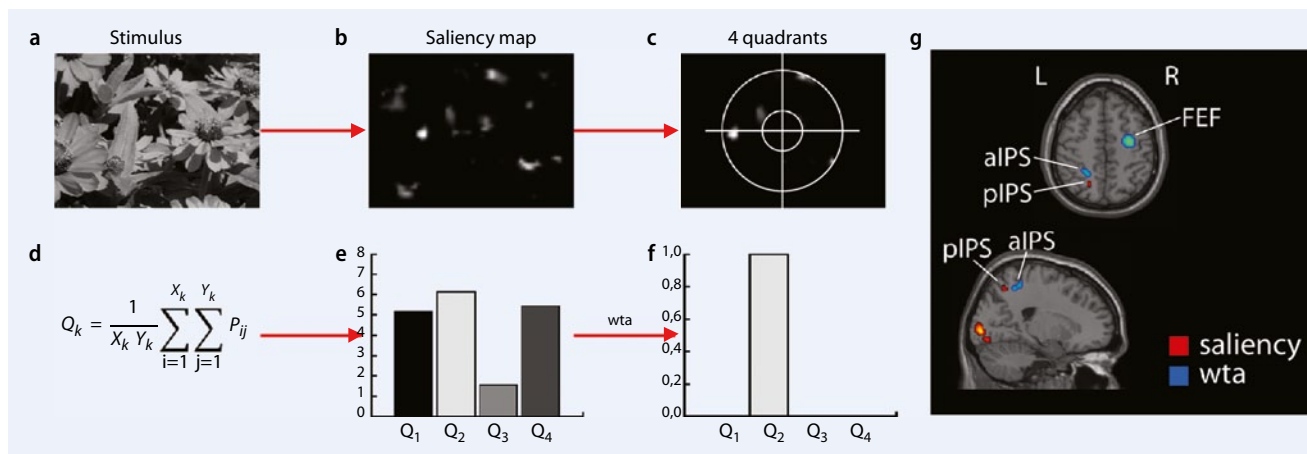 a Stimulus
b Saliency map
c 4 quadrants
d
Q_k = 1 / X_k Y_k ∑_{i=1}^{X_k} ∑_{j=1}^{Y_k} P_ij
e
8
7
6
5
4
3
2
1
0
Q₁ Q₂ Q₃ Q₄
wta
f
1,0
0,8
0,6
0,4
0,2
0,0
Q₁ Q₂ Q₃ Q₄
g
L R
FEF
aIPS
pIPS
pIPS aIPS
saliency
wta